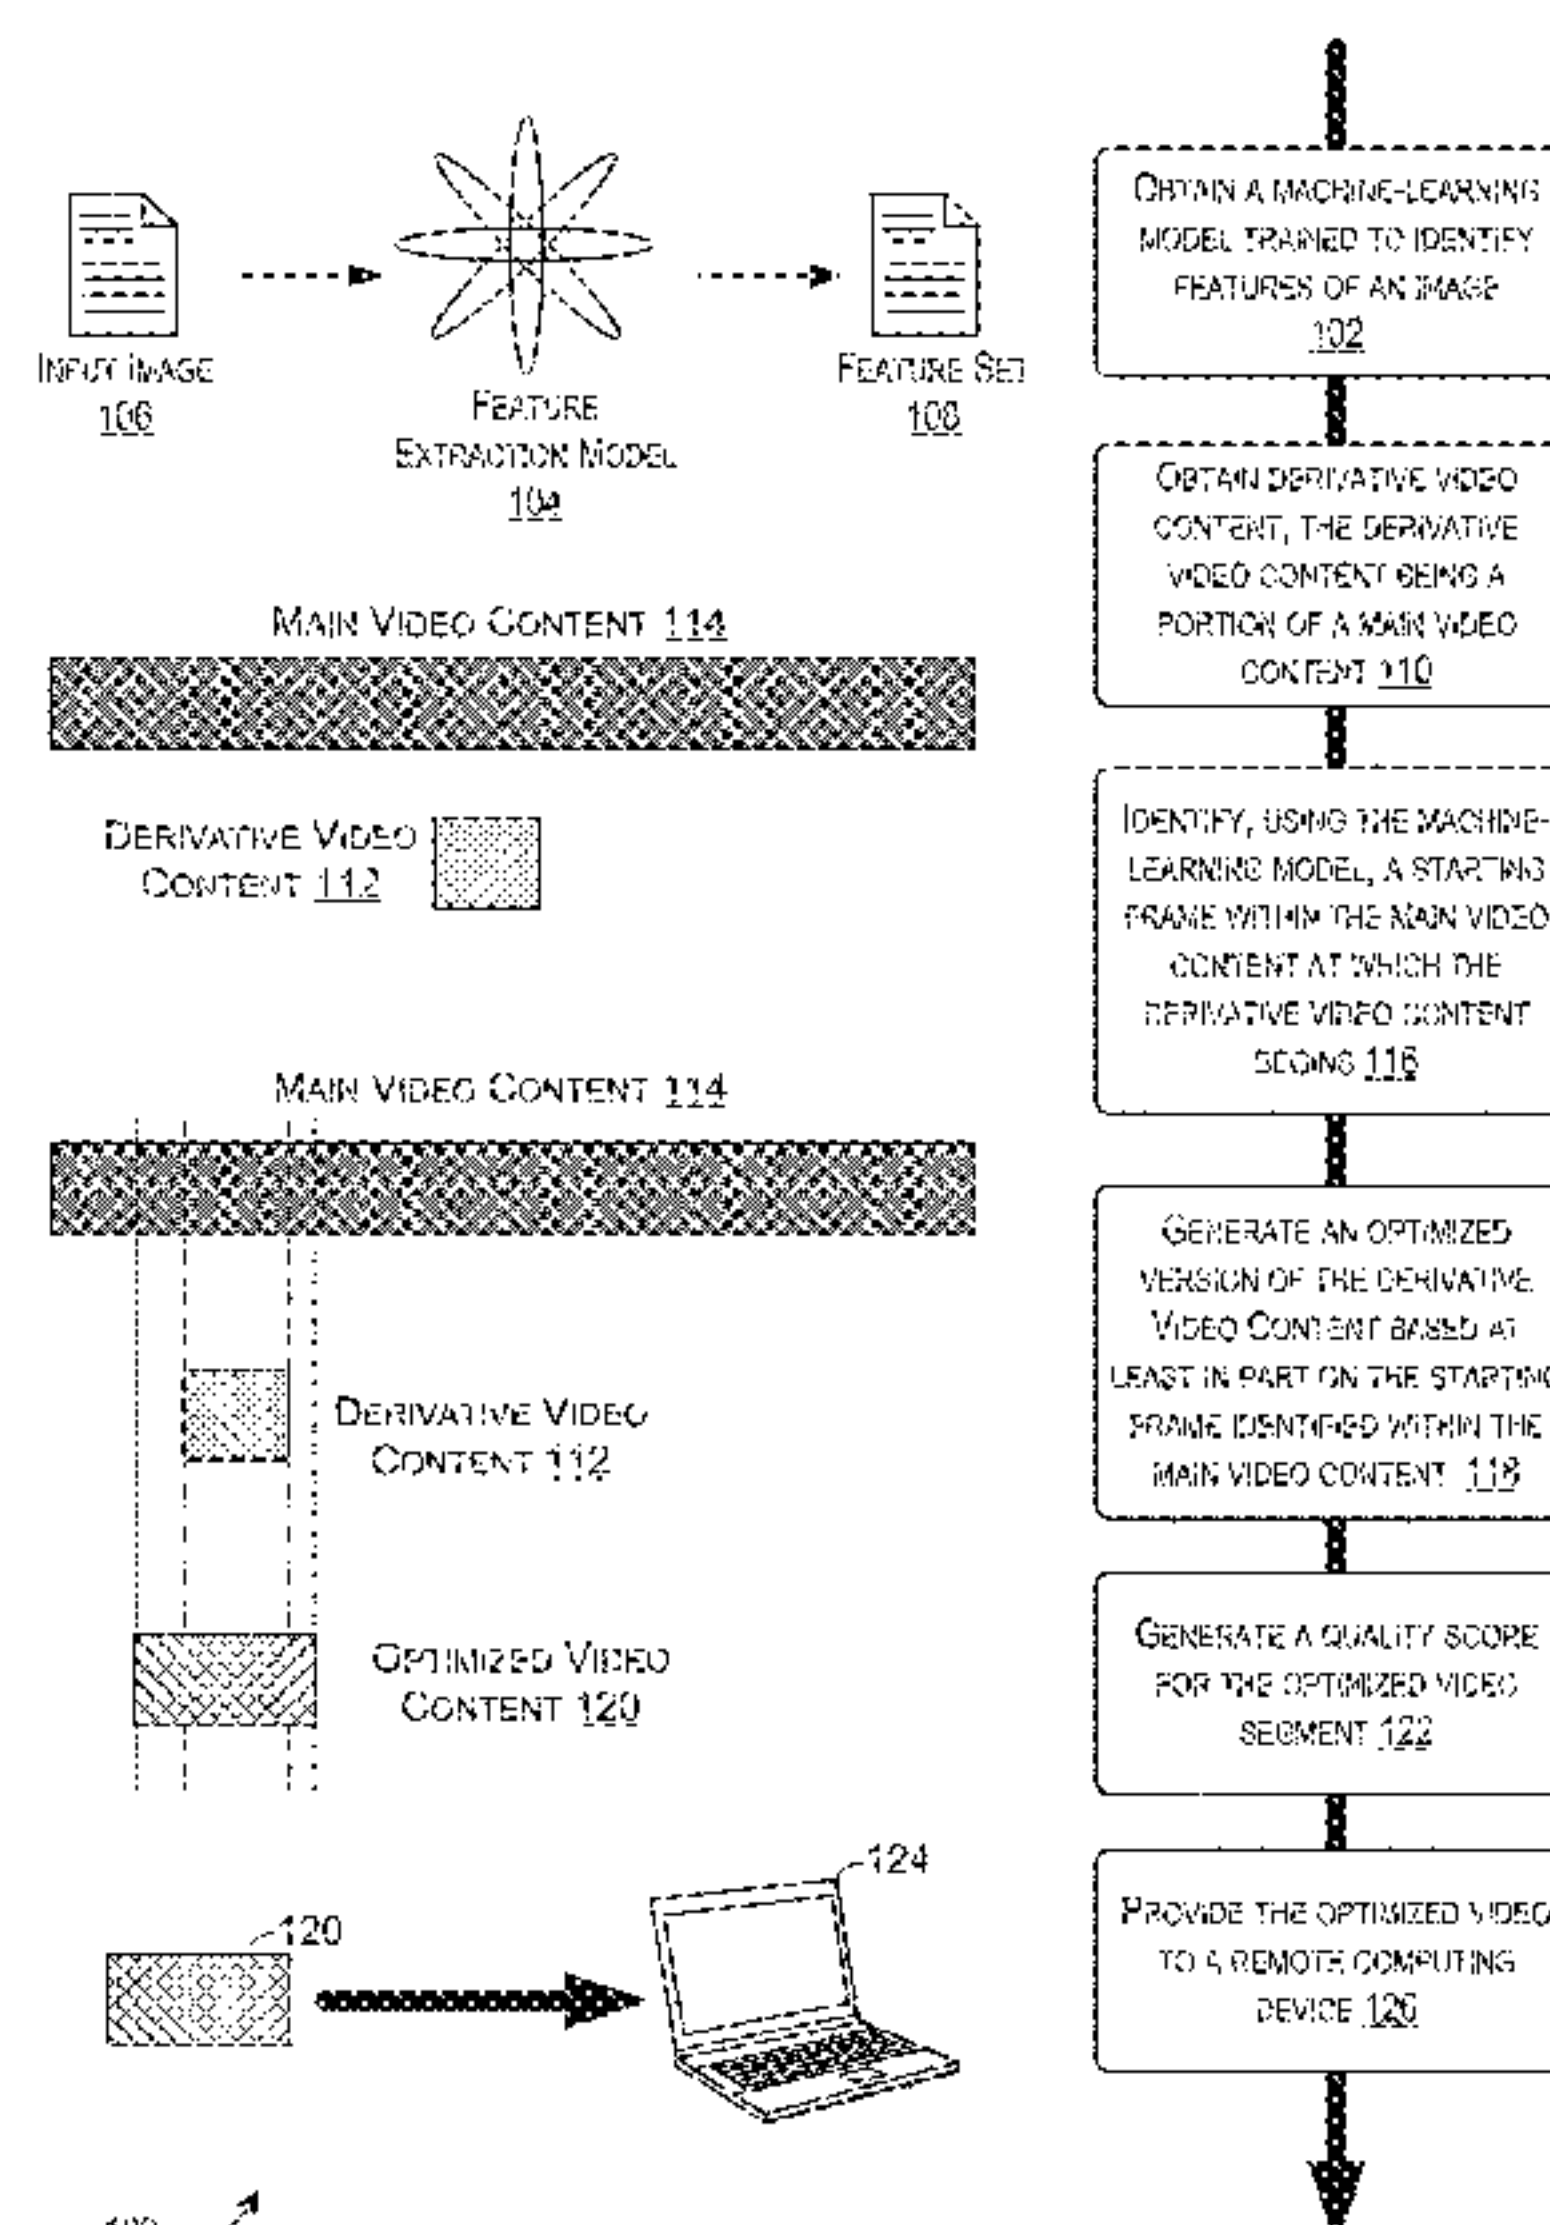 INPUT IMAGE
106
FEATURE
EXTRACTION MODEL
104
FEATURE SET
108
MAIN VIDEO CONTENT 114
DERIVATIVE VIDEO
CONTENT 112
MAIN VIDEO CONTENT 114
DERIVATIVE VIDEO
CONTENT 112
OPTIMIZED VIDEO
CONTENT 120
120
124
OBTAIN A MACHINE-LEARNING
MODEL TRAINED TO IDENTIFY
FEATURES OF AN IMAGE
102
OBTAIN DERIVATIVE VIDEO
CONTENT, THE DERIVATIVE
VIDEO CONTENT BEING A
PORTION OF A MAIN VIDEO
CONTENT 110
IDENTIFY, USING THE MACHINE-
LEARNING MODEL, A STARTING
FRAME WITHIN THE MAIN VIDEO
CONTENT AT WHICH THE
DERIVATIVE VIDEO CONTENT
BEGINS 116
GENERATE AN OPTIMIZED
VERSION OF THE DERIVATIVE
VIDEO CONTENT BASED AT
LEAST IN PART ON THE STARTING
FRAME IDENTIFIED WITHIN THE
MAIN VIDEO CONTENT 118
GENERATE A QUALITY SCORE
FOR THE OPTIMIZED VIDEO
SEGMENT 122
PROVIDE THE OPTIMIZED VIDEO
TO A REMOTE COMPUTING
DEVICE 126